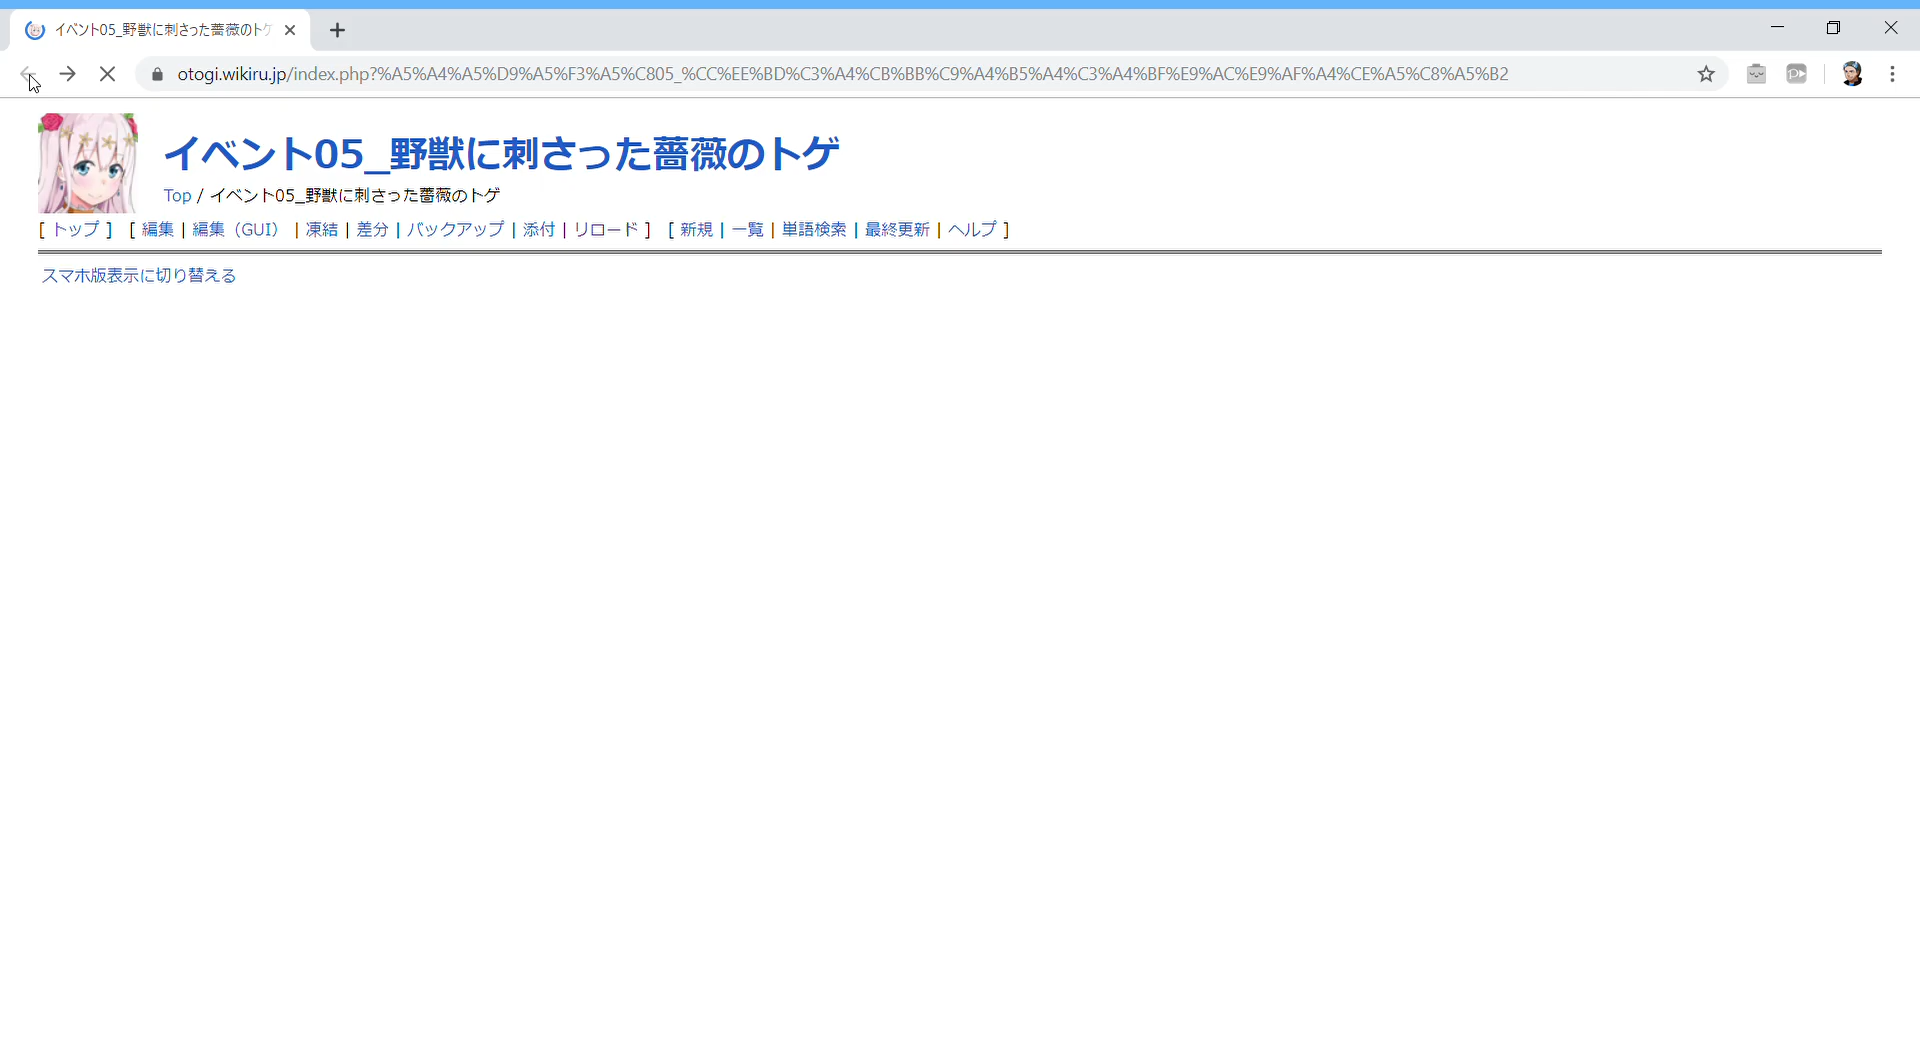 イベント05_野獣に刺さった薔薇のトゲ
otogi.wikiru.jp/index.php?%A5%A4%A5%D9%A5%F3%A5%C805_%CC%EE%BD%C3%A4%CB%BB%C9%A4%B5%A4%C3%A4%BF%E9%AC%E9%AF%A4%CE%A5%C8%A5%B2
イベント05_野獣に刺さった薔薇のトゲ
Top / イベント05_野獣に刺さった薔薇のトゲ
[ トップ ] [ 編集 | 編集（GUI） | 凍結 | 差分 | バックアップ | 添付 | リロード ] [ 新規 | 一覧 | 単語検索 | 最終更新 | ヘルプ ]
スマホ版表示に切り替える